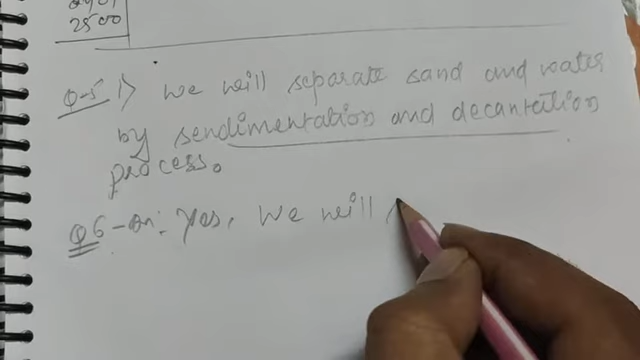 2500
Q-5 1) we will separate sand and water
by sendimentation and decantation
process.
Q6-an: Yes, we will